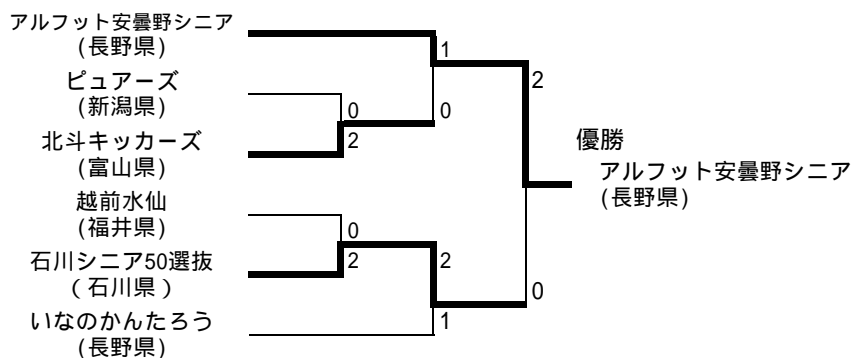 アルフット安曇野シニア
(長野県)
ピュアーズ
(新潟県)
北斗キッカーズ
(富山県)
越前水仙
(福井県)
石川シニア50選抜
(石川県)
いなのかんたろう
(長野県)
1
0
0
2
0
2
2
1
2
0
優勝
アルフット安曇野シニア
(長野県)